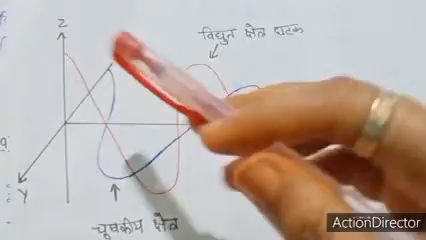 Z
विद्युत क्षेत्र घटक
Y
चुम्बकीय क्षेत्र
ActionDirector